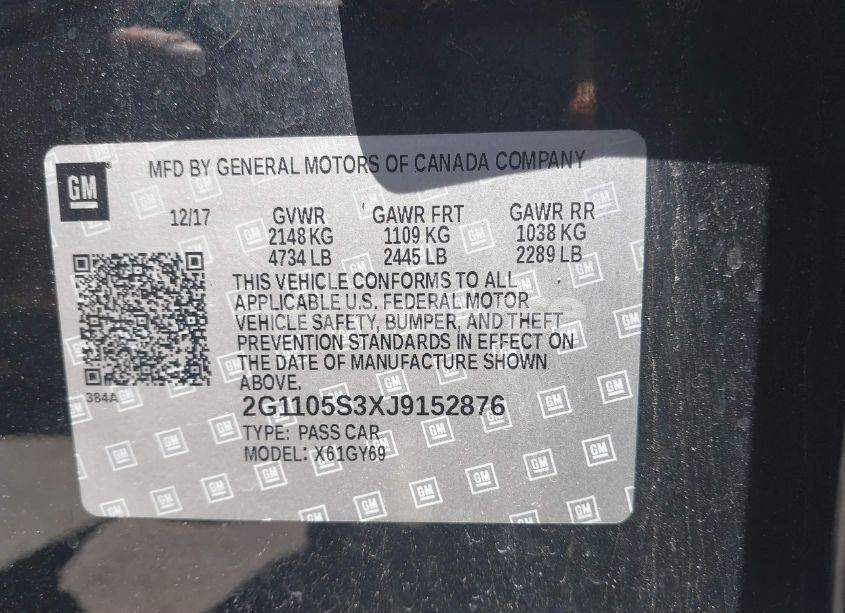 MFD BY GENERAL MOTORS OF CANADA COMPANY
GM
12/17 GVWR GAWR FRT GAWR RR
2148 KG 1109 KG 1038 KG
4734 LB 2445 LB 2289 LB
THIS VEHICLE CONFORMS TO ALL
APPLICABLE U.S. FEDERAL MOTOR
VEHICLE SAFETY, BUMPER, AND THEFT
PREVENTION STANDARDS IN EFFECT ON
THE DATE OF MANUFACTURE SHOWN
ABOVE.
384A
2G1105S3XJ9152876
TYPE: PASS CAR
MODEL: X61GY69